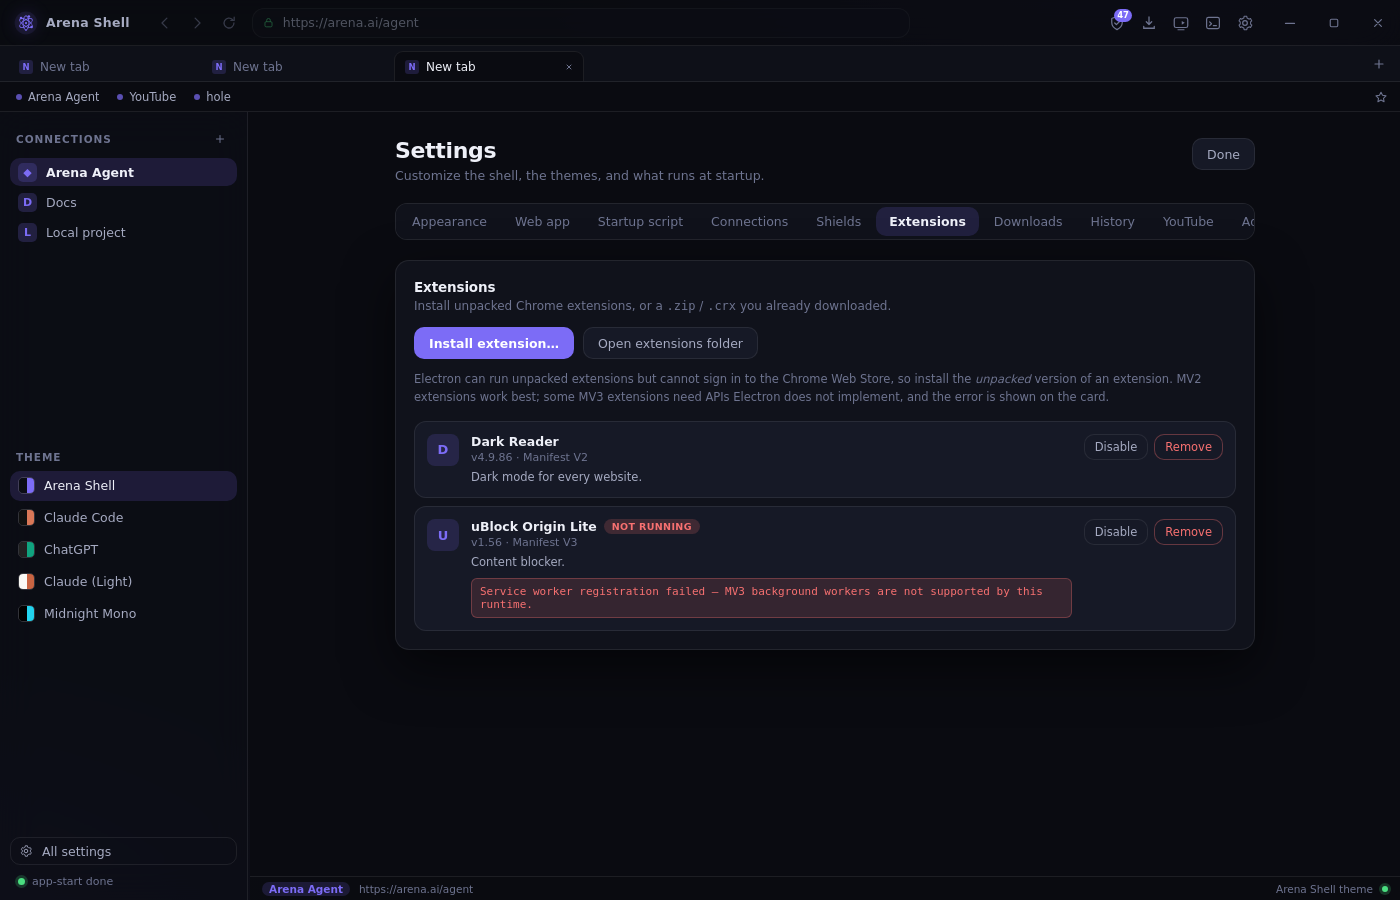 Arena Shell
https://arena.ai/agent
47
N New tab
N New tab
N New tab
Arena Agent
YouTube
hole
CONNECTIONS
Arena Agent
D Docs
L Local project
THEME
Arena Shell
Claude Code
ChatGPT
Claude (Light)
Midnight Mono
All settings
app-start done
Settings
Customize the shell, the themes, and what runs at startup.
Done
Appearance Web app Startup script Connections Shields Extensions Downloads History YouTube
Extensions
Install unpacked Chrome extensions, or a .zip / .crx you already downloaded.
Install extension…
Open extensions folder
Electron can run unpacked extensions but cannot sign in to the Chrome Web Store, so install the unpacked version of an extension. MV2
extensions work best; some MV3 extensions need APIs Electron does not implement, and the error is shown on the card.
D
Dark Reader
v4.9.86 · Manifest V2
Dark mode for every website.
Disable
Remove
U
uBlock Origin Lite NOT RUNNING
v1.56 · Manifest V3
Content blocker.
Service worker registration failed — MV3 background workers are not supported by this
runtime.
Disable
Remove
Arena Agent https://arena.ai/agent
Arena Shell theme